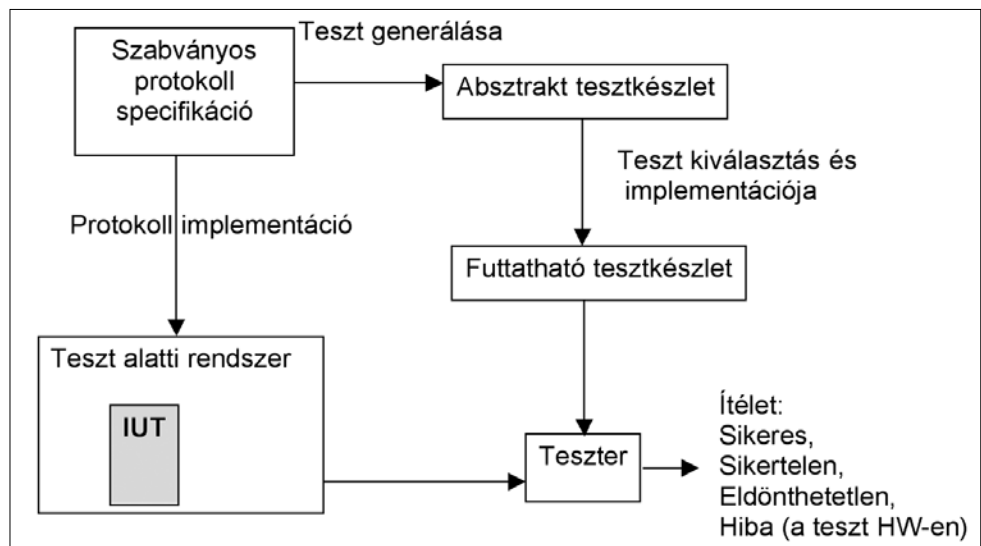 Teszt generálása
Szabványos
protokoll
specifikáció
Absztrakt tesztkészlet
Teszt kiválasztás és
implementációja
Protokoll implementáció
Futtatható tesztkészlet
Teszt alatti rendszer
IUT
Teszter
Ítélet:
Sikeres,
Sikertelen,
Eldönthetetlen,
Hiba (a teszt HW-en)